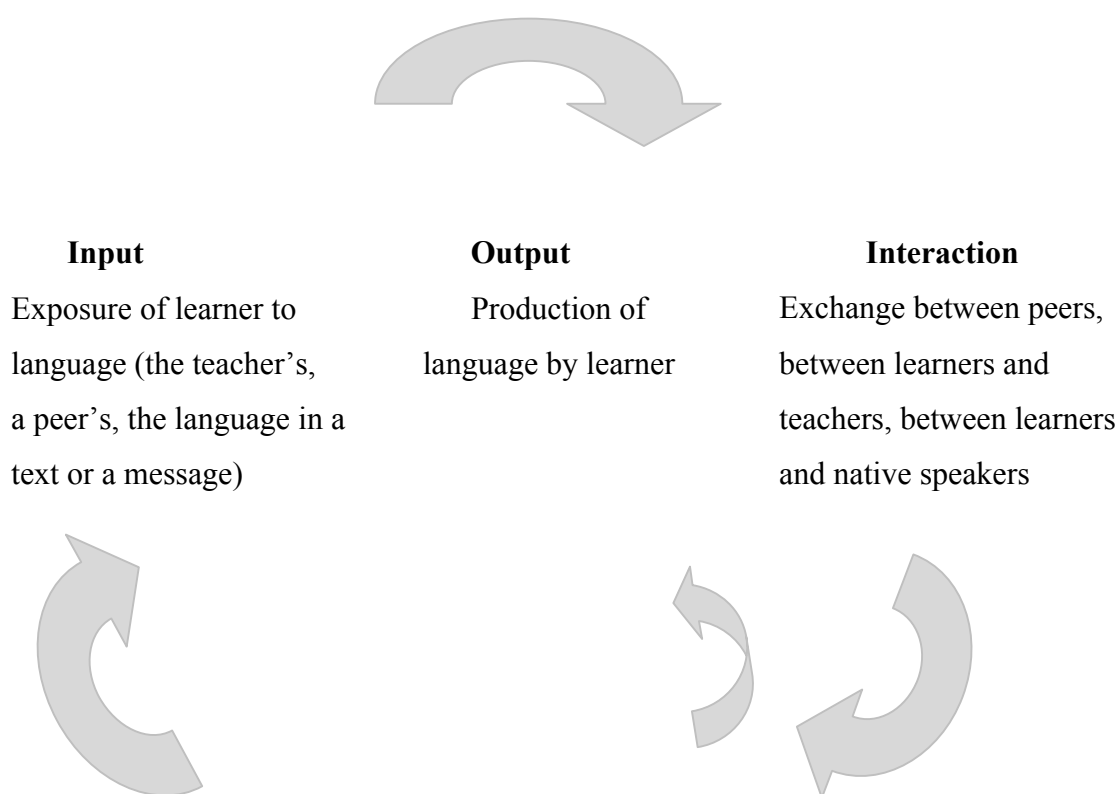 Input
Exposure of learner to
language (the teacher’s,
a peer’s, the language in a
text or a message)
Output
Production of
language by learner
Interaction
Exchange between peers,
between learners and
teachers, between learners
and native speakers